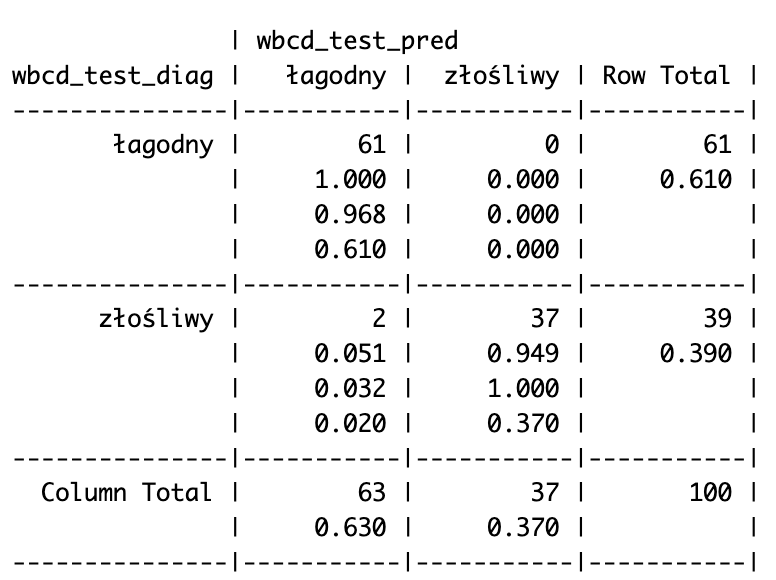 | wbcd_test_pred
wbcd_test_diag | łagodny | złośliwy | Row Total |
---------------|-----------|-----------|-----------|
łagodny | 61 | 0 | 61 |
| 1.000 | 0.000 | 0.610 |
| 0.968 | 0.000 | |
| 0.610 | 0.000 | |
---------------|-----------|-----------|-----------|
złośliwy | 2 | 37 | 39 |
| 0.051 | 0.949 | 0.390 |
| 0.032 | 1.000 | |
| 0.020 | 0.370 | |
---------------|-----------|-----------|-----------|
Column Total | 63 | 37 | 100 |
| 0.630 | 0.370 | |
---------------|-----------|-----------|-----------|